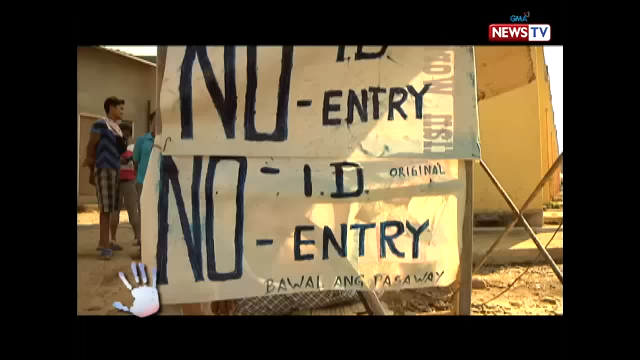 GMA
NEWS TV
NO I.D.
- ENTRY
NO - I.D. ORIGINAL
- ENTRY
BAWAL ANG PASAWAY